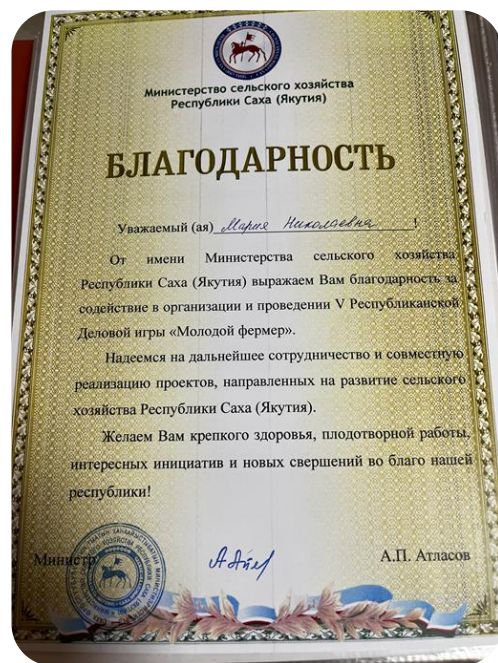 Министерство сельского хозяйства
Республики Саха (Якутия)
БЛАГОДАРНОСТЬ
Уважаемый (ая) Мария Николаевна !
От имени Министерства сельского хозяйства
Республики Саха (Якутия) выражаем Вам благодарность за
содействие в организации и проведении V Республиканской
Деловой игры «Молодой фермер».
Надеемся на дальнейшее сотрудничество и совместную
реализацию проектов, направленных на развитие сельского
хозяйства Республики Саха (Якутия).
Желаем Вам крепкого здоровья, плодотворной работы,
интересных инициатив и новых свершений во благо нашей
республики!
Министр
А.П. Атласов